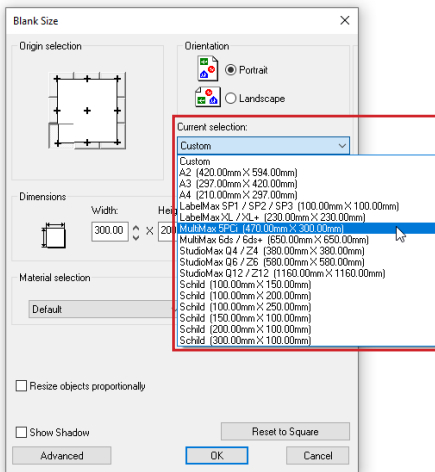 Blank Size
Origin selection
Orientation
Portrait
Landscape
Current selection:
Custom
Custom
A2 (420.00mm X 594.00mm)
A3 (297.00mm X 420.00mm)
A4 (210.00mm X 297.00mm)
LabelMax SP1 / SP2 / SP3 (100.00mm X 100.00mm)
LabelMax XL / XL+ (230.00mm X 230.00mm)
MultiMax 5PCi (470.00mm X 300.00mm)
MultiMax 6ds / 6ds+ (650.00mm X 650.00mm)
StudioMax Q4 / Z4 (380.00mm X 380.00mm)
StudioMax Q6 / Z6 (580.00mm X 580.00mm)
StudioMax Q12 / Z12 (1160.00mm X 1160.00mm)
Schild (100.00mm X 150.00mm)
Schild (100.00mm X 200.00mm)
Schild (100.00mm X 250.00mm)
Schild (150.00mm X 100.00mm)
Schild (200.00mm X 100.00mm)
Schild (300.00mm X 100.00mm)
Dimensions
Width:
300.00 X
Material selection
Default
Resize objects proportionally
Show Shadow
Reset to Square
Advanced
OK
Cancel